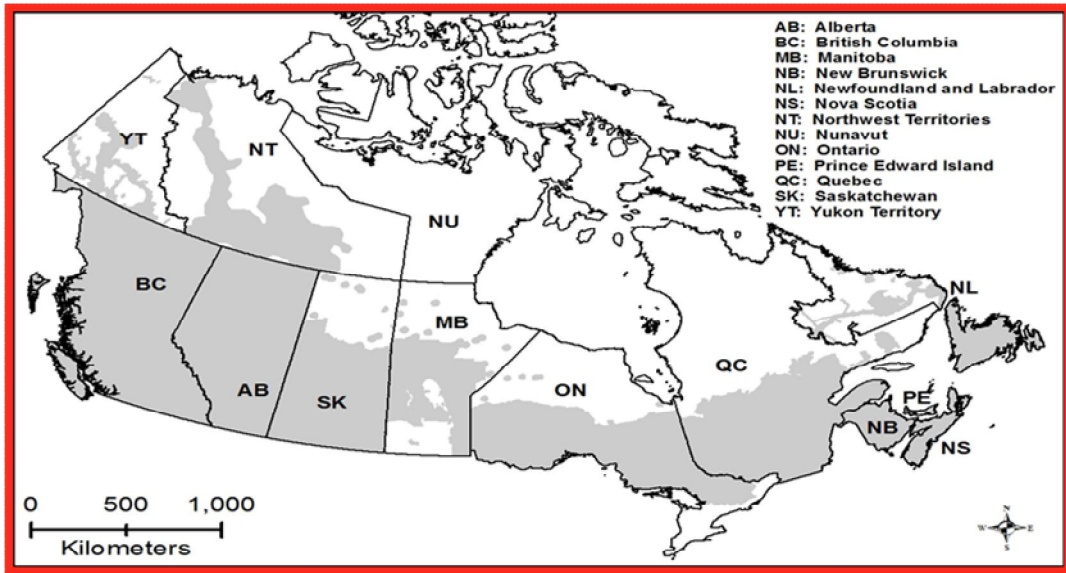 AB: Alberta
BC: British Columbia
MB: Manitoba
NB: New Brunswick
NL: Newfoundland and Labrador
NS: Nova Scotia
NT: Northwest Territories
NU: Nunavut
ON: Ontario
PE: Prince Edward Island
QC: Quebec
SK: Saskatchewan
YT: Yukon Territory
YT
NT
NU
BC
NL
MB
QC
AB
SK
ON
PE
NB
NS
0 500 1,000
Kilometers
N
W E
S